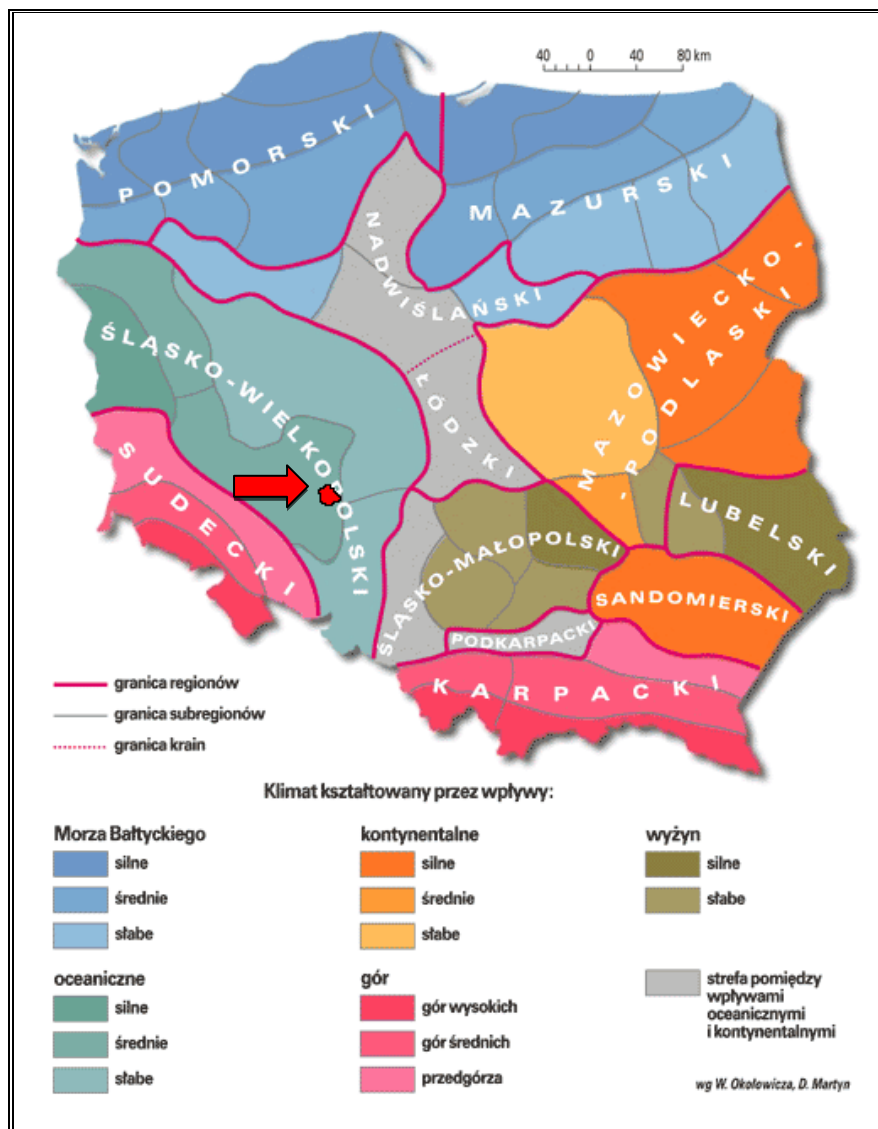 40 0 40 80 km
POMORSKI
MAZURSKI
NADWIŚLAŃSKI
MAZOWIECKO-
-PODLASKI
ŚLĄSKO-WIELKOPOLSKI
ŁÓDZKI
SUDECKI
LUBELSKI
ŚLĄSKO-MAŁOPOLSKI
SANDOMIERSKI
PODKARPACKI
KARPACKI
granica regionów
granica subregionów
granica krain
Klimat kształtowany przez wpływy:
Morza Bałtyckiego
silne
średnie
słabe
kontynentalne
silne
średnie
słabe
wyżyn
silne
słabe
oceaniczne
silne
średnie
słabe
gór
gór wysokich
gór średnich
przedgórza
strefa pomiędzy
wpływami
oceanicznymi
i kontynentalnymi
wg W. Okołowicza, D. Martyn